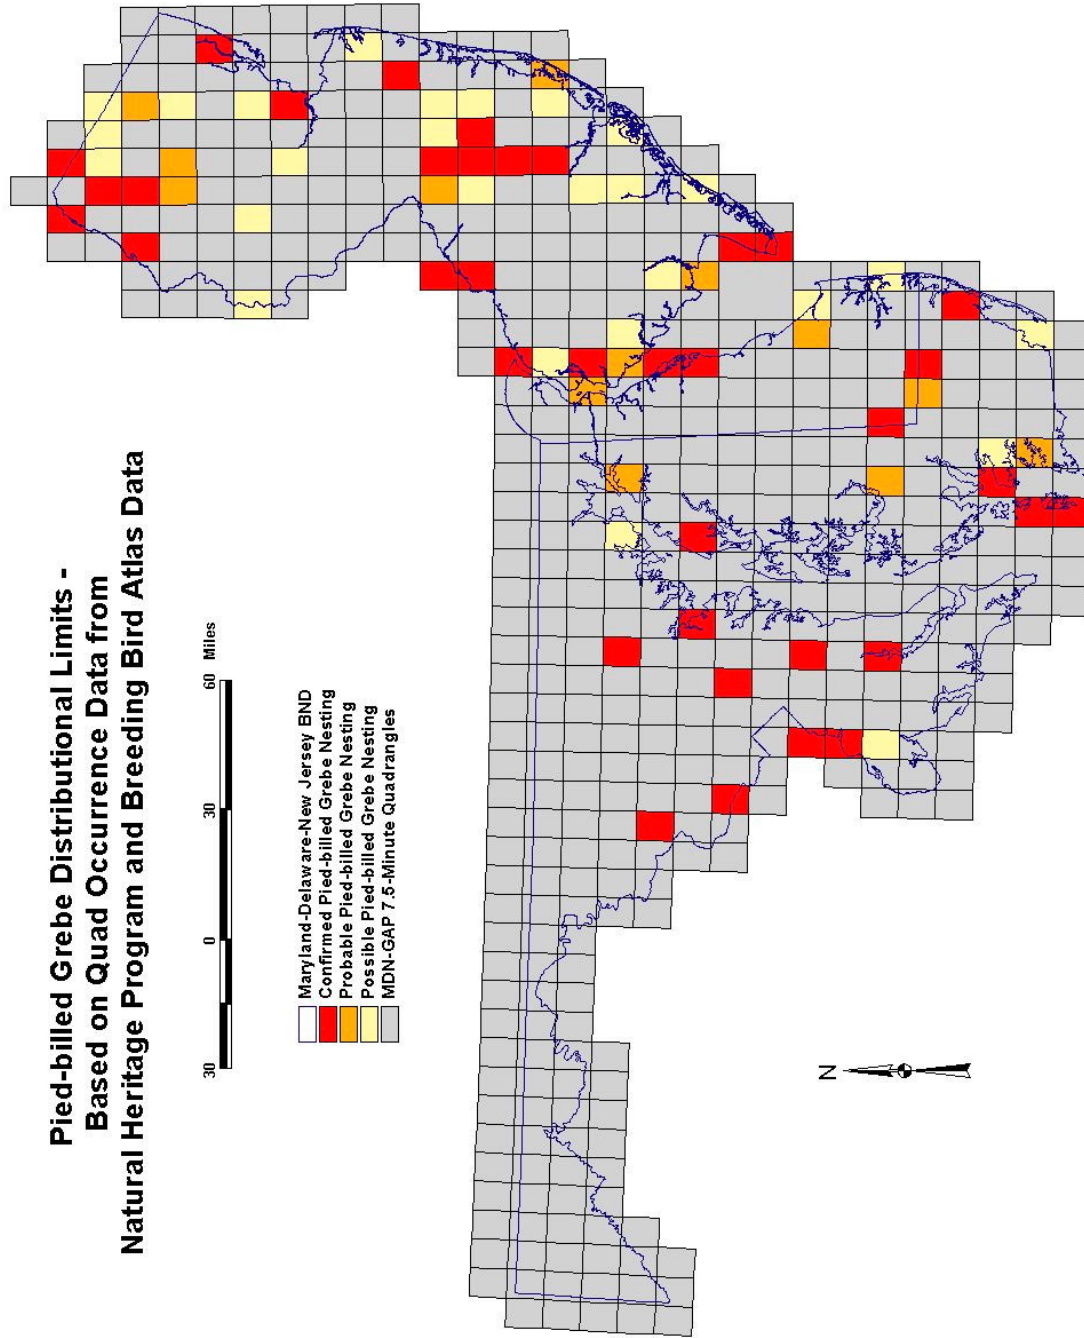 Pied-billed Grebe Distributional Limits -
Based on Quad Occurrence Data from
Natural Heritage Program and Breeding Bird Atlas Data
30 0 30 60 Miles
Maryland-Delaware-New Jersey BND
Confirmed Pied-billed Grebe Nesting
Probable Pied-billed Grebe Nesting
Possible Pied-billed Grebe Nesting
MDN-GAP 7.5-Minute Quadrangles
N